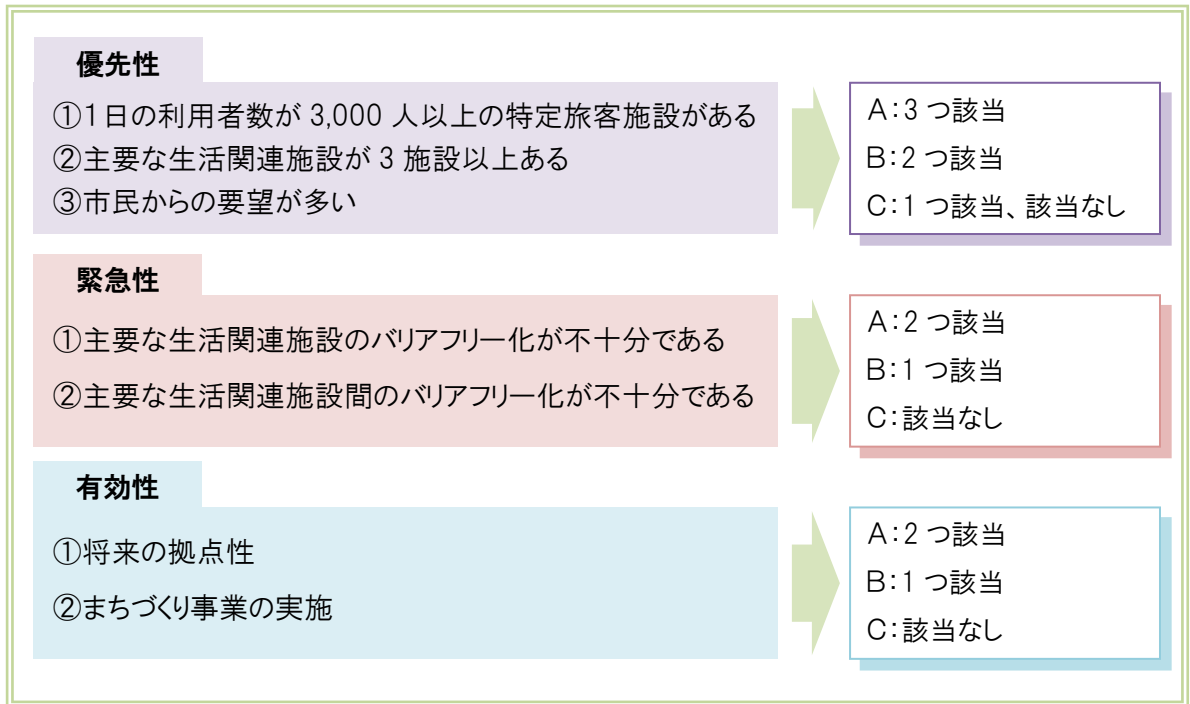 優先性
①1日の利用者数が 3,000 人以上の特定旅客施設がある
②主要な生活関連施設が 3 施設以上ある
③市民からの要望が多い
A:3 つ該当
B:2 つ該当
C:1 つ該当、該当なし
緊急性
①主要な生活関連施設のバリアフリー化が不十分である
②主要な生活関連施設間のバリアフリー化が不十分である
A:2 つ該当
B:1 つ該当
C:該当なし
有効性
①将来の拠点性
②まちづくり事業の実施
A:2 つ該当
B:1 つ該当
C:該当なし